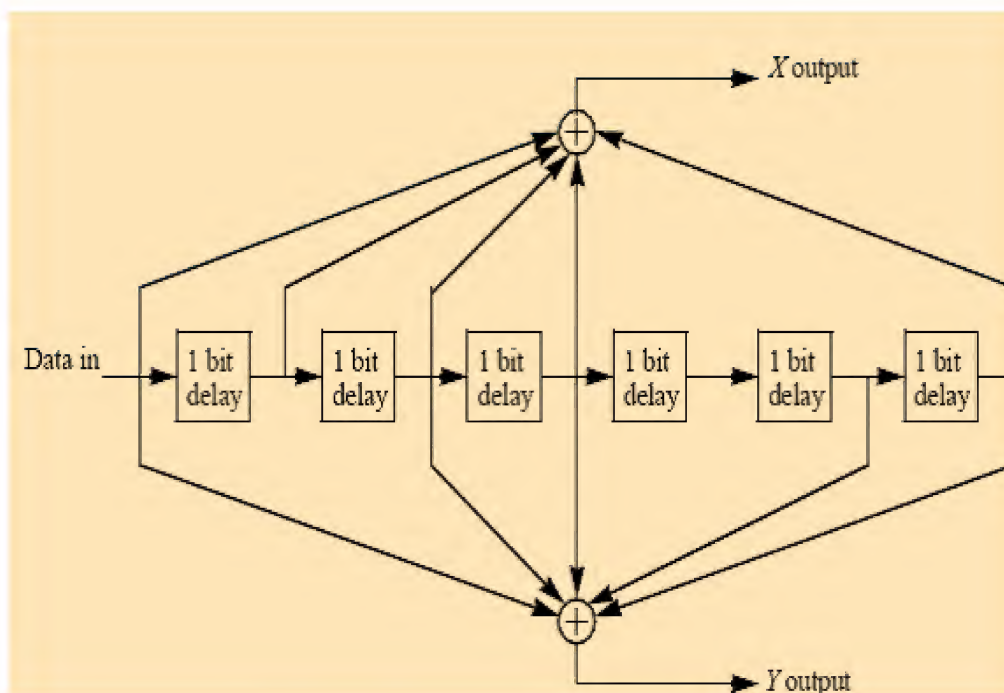 X output
+
Data in
1 bit
delay
1 bit
delay
1 bit
delay
1 bit
delay
1 bit
delay
1 bit
delay
+
Y output